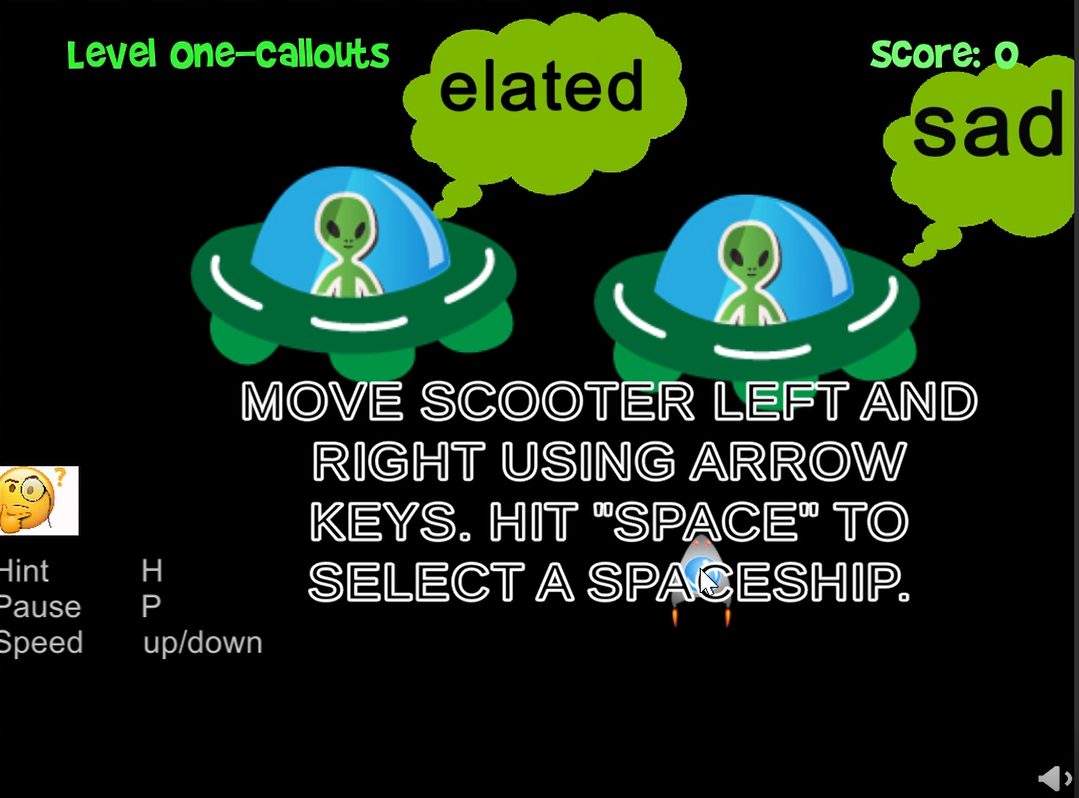 Level One-Callouts
Score: 0
elated
sad
MOVE SCOOTER LEFT AND
RIGHT USING ARROW
KEYS. HIT "SPACE" TO
SELECT A SPACESHIP.
?
Hint H
Pause P
Speed up/down